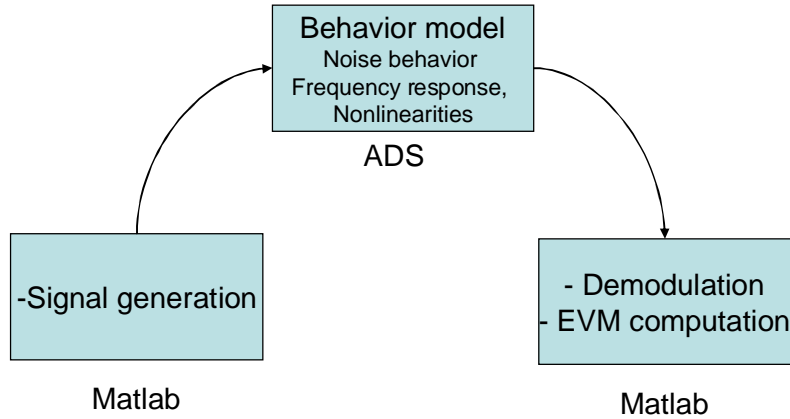 Behavior model
Noise behavior
Frequency response,
Nonlinearities
ADS
-Signal generation
Matlab
- Demodulation
- EVM computation
Matlab